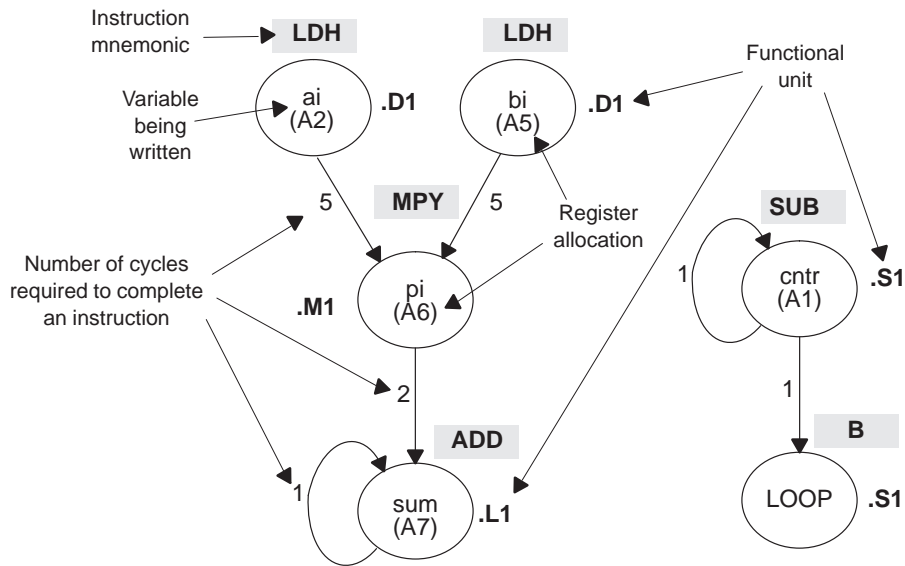 Instruction
mnemonic
LDH
LDH
Functional
unit
Variable
being
written
ai
(A2)
.D1
bi
(A5)
.D1
5
MPY
5
Register
allocation
SUB
Number of cycles
required to complete
an instruction
.M1
pi
(A6)
1
cntr
(A1)
.S1
2
1
ADD
B
1
sum
(A7)
.L1
LOOP
.S1